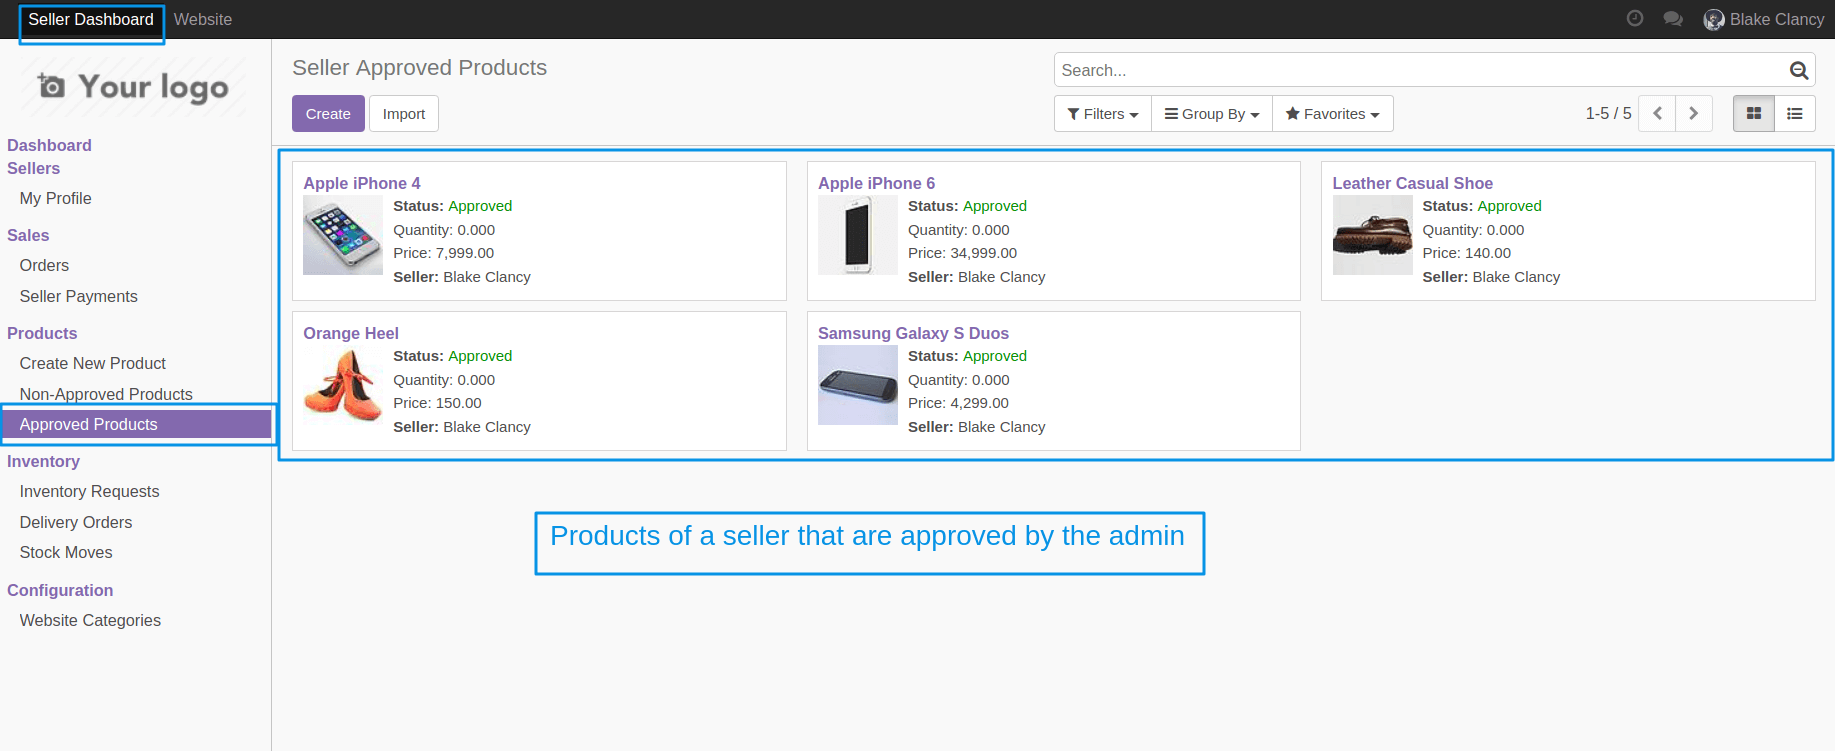 Seller Dashboard Website Blake Clancy
Your logo
Dashboard
Sellers
My Profile
Sales
Orders
Seller Payments
Products
Create New Product
Non-Approved Products
Approved Products
Inventory
Inventory Requests
Delivery Orders
Stock Moves
Configuration
Website Categories
Seller Approved Products
Search...
Create Import
Filters Group By Favorites 1-5 / 5
Apple iPhone 4
Status: Approved
Quantity: 0.000
Price: 7,999.00
Seller: Blake Clancy
Apple iPhone 6
Status: Approved
Quantity: 0.000
Price: 34,999.00
Seller: Blake Clancy
Leather Casual Shoe
Status: Approved
Quantity: 0.000
Price: 140.00
Seller: Blake Clancy
Orange Heel
Status: Approved
Quantity: 0.000
Price: 150.00
Seller: Blake Clancy
Samsung Galaxy S Duos
Status: Approved
Quantity: 0.000
Price: 4,299.00
Seller: Blake Clancy
Products of a seller that are approved by the admin